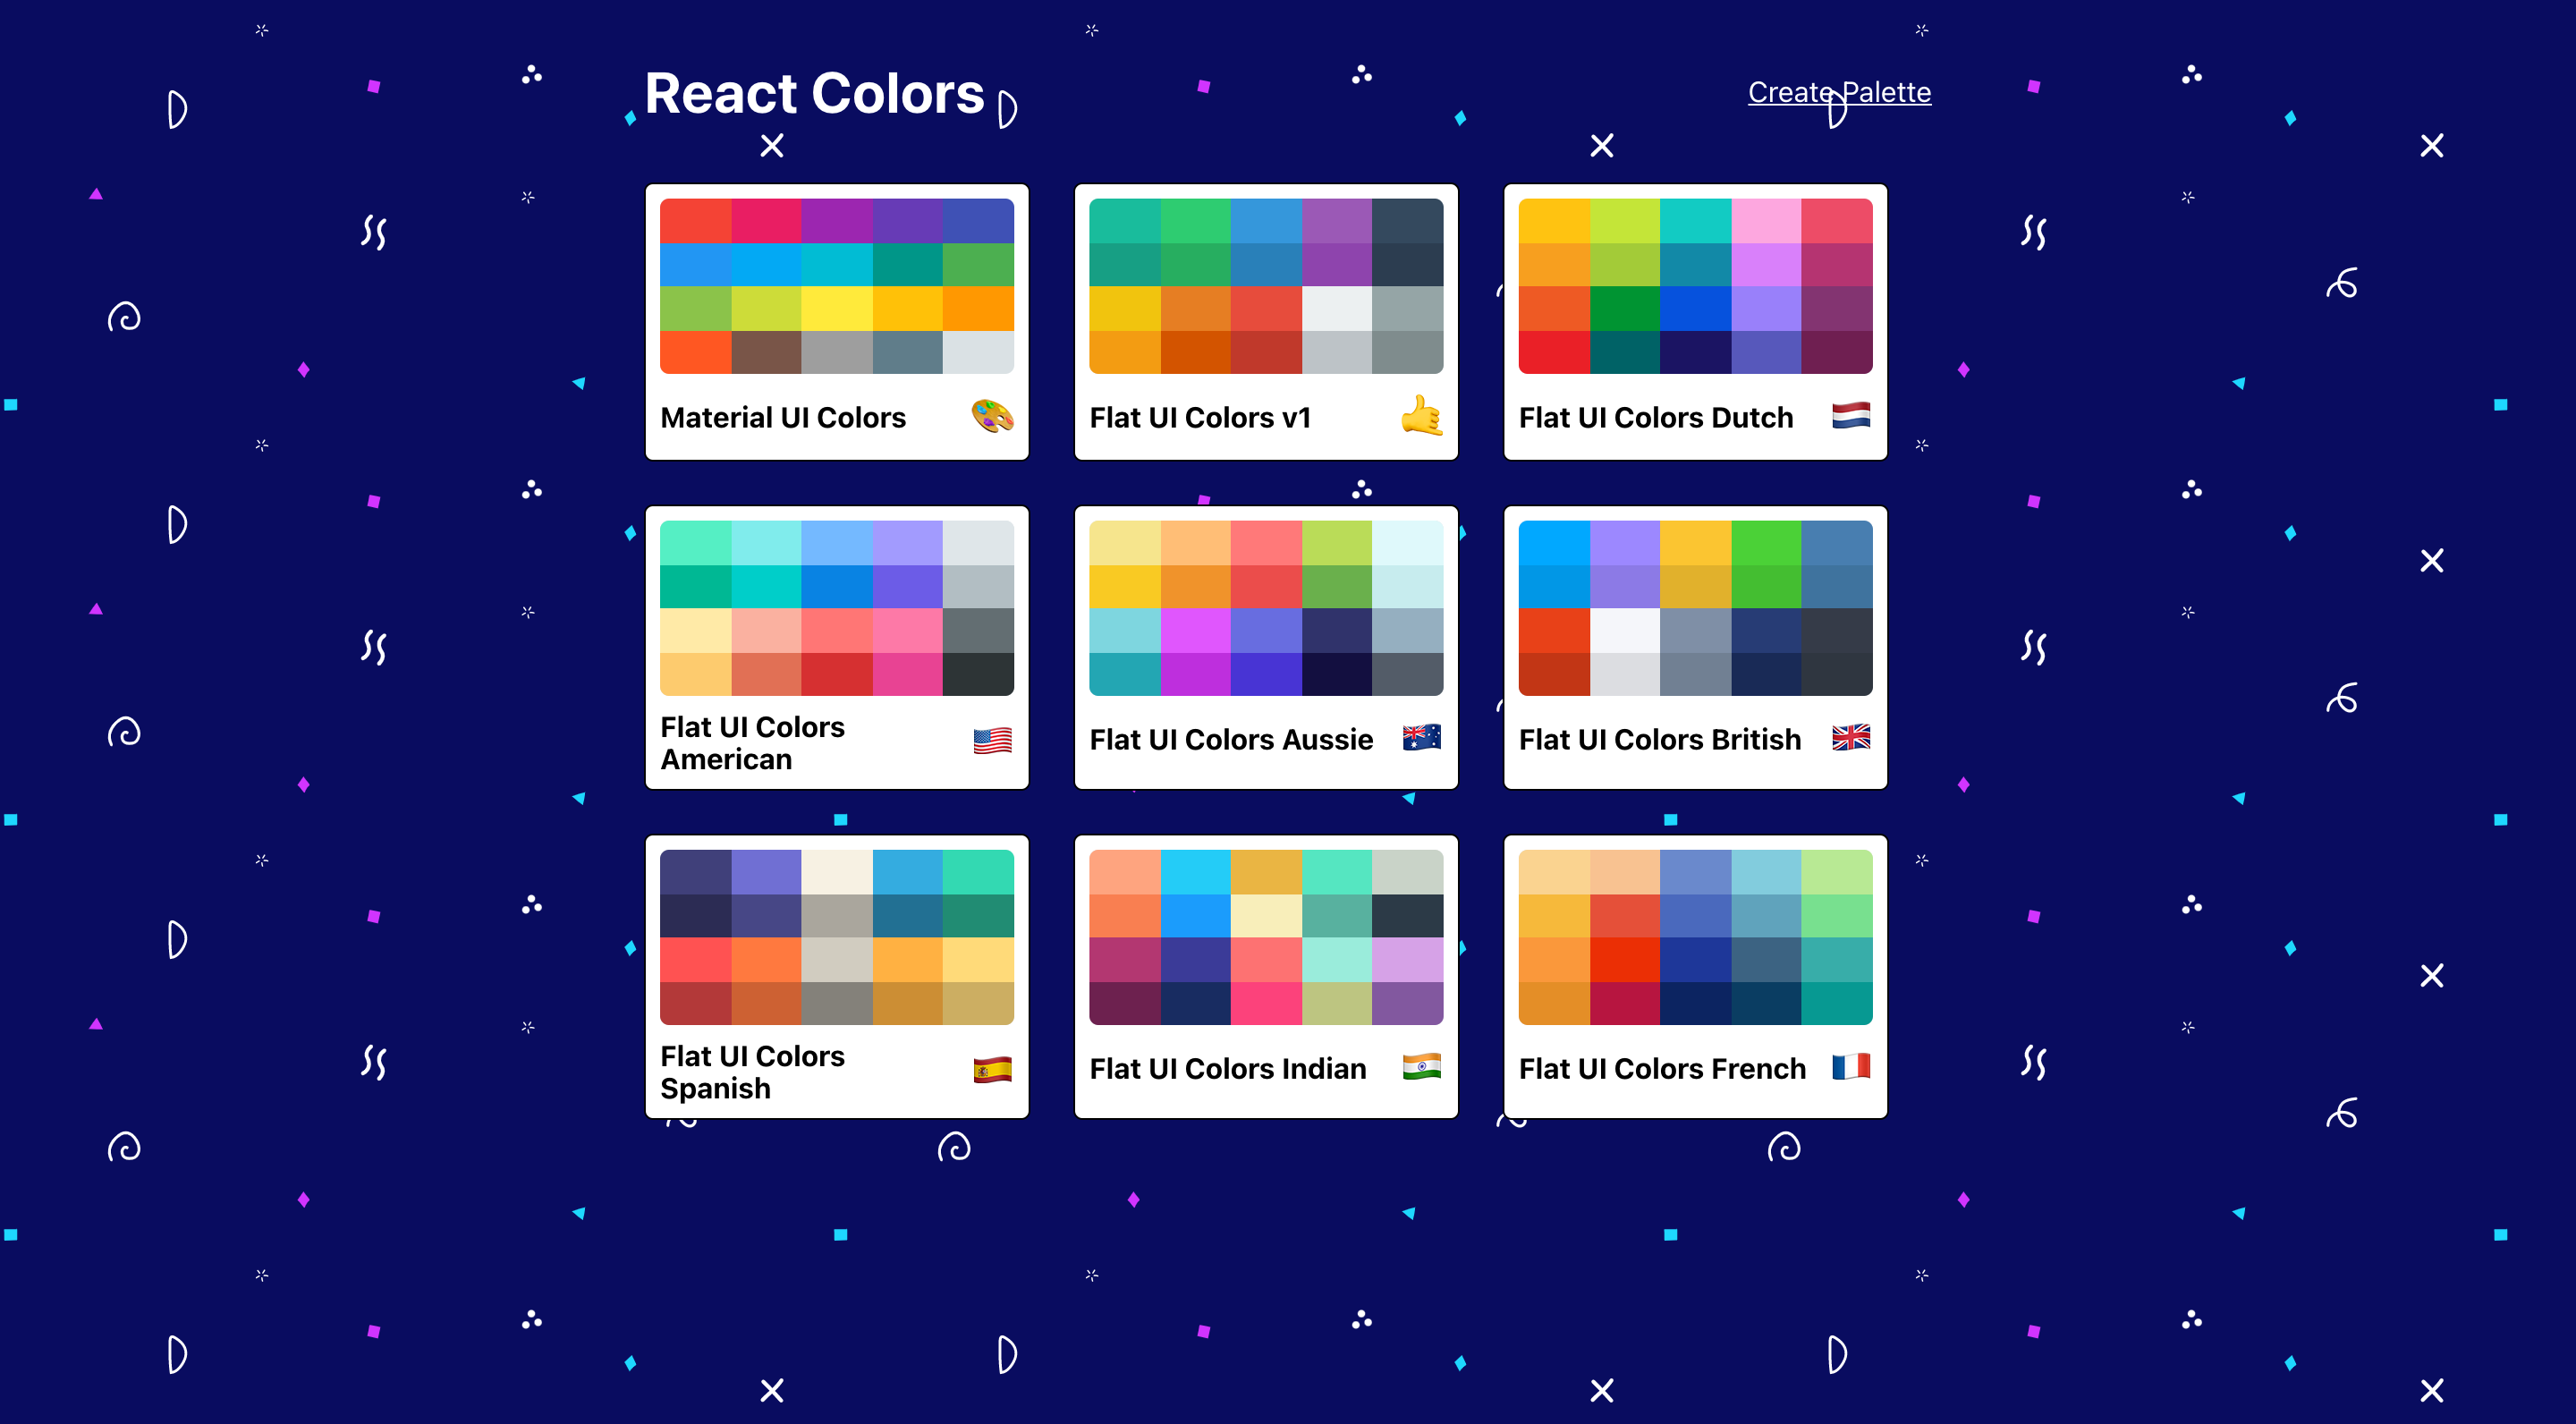 React Colors
Create Palette
Material UI Colors
Flat UI Colors v1
Flat UI Colors Dutch
Flat UI Colors
American
Flat UI Colors Aussie
Flat UI Colors British
Flat UI Colors
Spanish
Flat UI Colors Indian
Flat UI Colors French